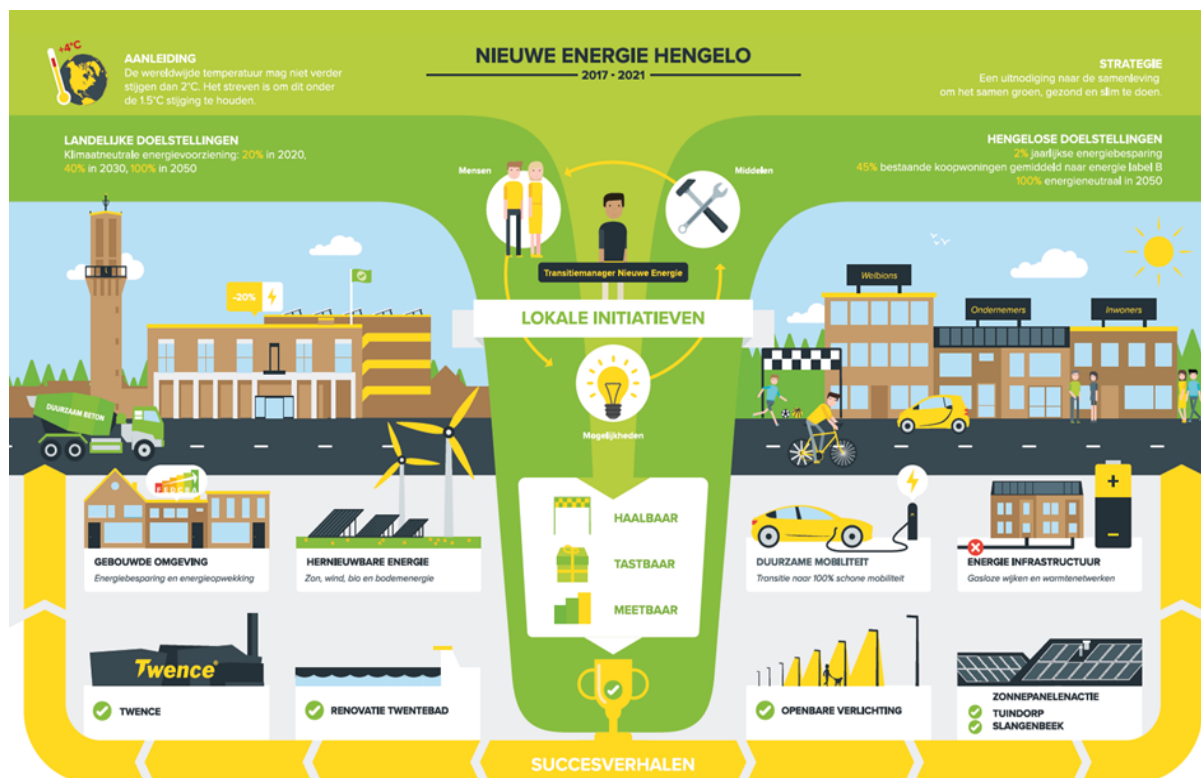 NIEUWE ENERGIE HENGELO
2017 - 2021
+4°C
AANLEIDING
De wereldwijde temperatuur mag niet verder
stijgen dan 2°C. Het streven is om dit onder
de 1.5°C stijging te houden.
STRATEGIE
Een uitnodiging naar de samenleving
om het samen groen, gezond en slim te doen.
LANDELIJKE DOELSTELLINGEN
Klimaatneutrale energievoorziening: 20% in 2020,
40% in 2030, 100% in 2050
HENGELOSE DOELSTELLINGEN
2% jaarlijkse energiebesparing
45% bestaande koopwoningen gemiddeld naar energie label B
100% energieneutraal in 2050
Mensen
Middelen
Transitiemanager Nieuwe Energie
LOKALE INITIATIEVEN
Mogelijkheden
-20%
DUURZAAM BETON
Welbions
Ondernemers
Inwoners
HAALBAAR
TASTBAAR
MEETBAAR
GEBOUWDE OMGEVING
Energiebesparing en energieopwekking
HERNIEUWBARE ENERGIE
Zon, wind, bio en bodemenergie
DUURZAME MOBILITEIT
Transitie naar 100% schone mobiliteit
ENERGIE INFRASTRUCTUUR
Gasloze wijken en warmtenetwerken
Twence
TWENCE
RENOVATIE TWENTEBAD
OPENBARE VERLICHTING
ZONNEPANELENACTIE
TUINDORP
SLANGENBEEK
SUCCESVERHALEN